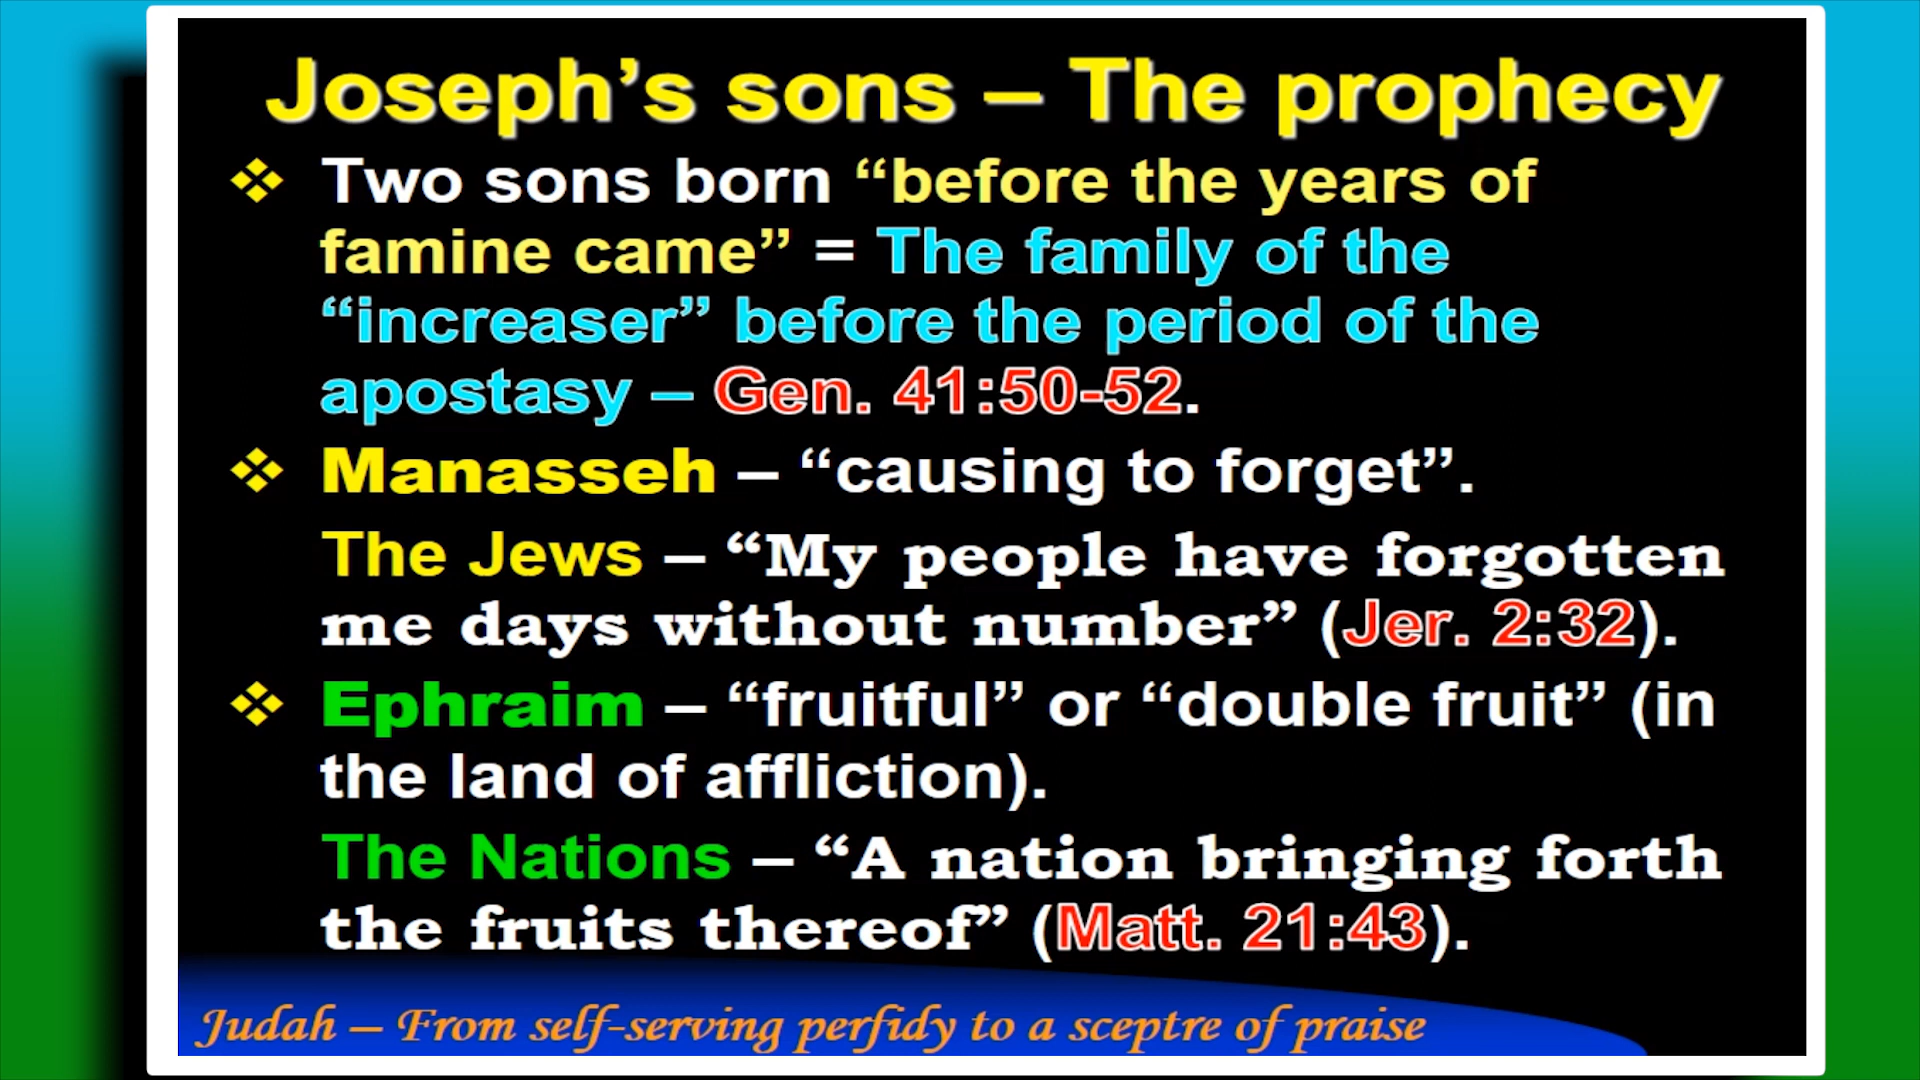 Joseph’s sons – The prophecy
❖ Two sons born “before the years of
famine came” = The family of the
“increaser” before the period of the
apostasy – Gen. 41:50-52.
❖ Manasseh – “causing to forget”.
The Jews – “My people have forgotten
me days without number” (Jer. 2:32).
❖ Ephraim – “fruitful” or “double fruit” (in
the land of affliction).
The Nations – “A nation bringing forth
the fruits thereof” (Matt. 21:43).
Judah – From self-serving perfidy to a sceptre of praise